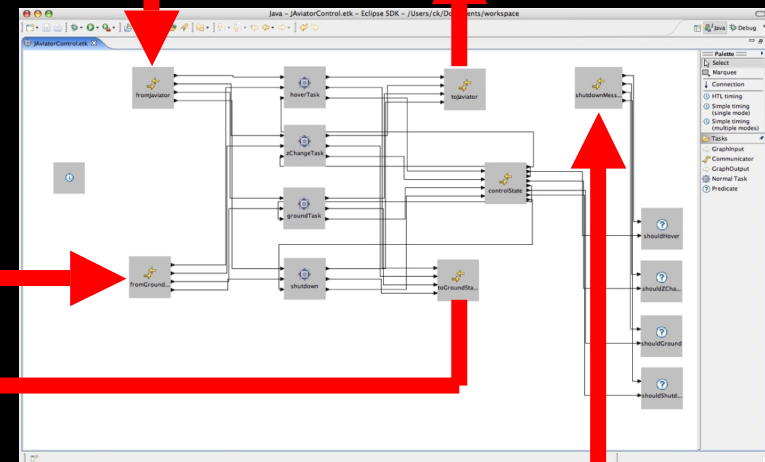 Java - JAviatorControl.etk - Eclipse SDK - /Users/ck/Documents/workspace
Java
Debug
JAviatorControl.etk
Palette
Select
Marquee
Connection
HTL timing
Simple timing
(single mode)
Simple timing
(multiple modes)
Tasks
GraphInput
Communicator
GraphOutput
Normal Task
Predicate
fromJaviator
hoverTask
toJaviator
shutdownMess...
zChangeTask
controlState
groundTask
shouldHover
fromGround...
shutdown
toGroundSta...
shouldZCha...
shouldGround
shouldShutd...